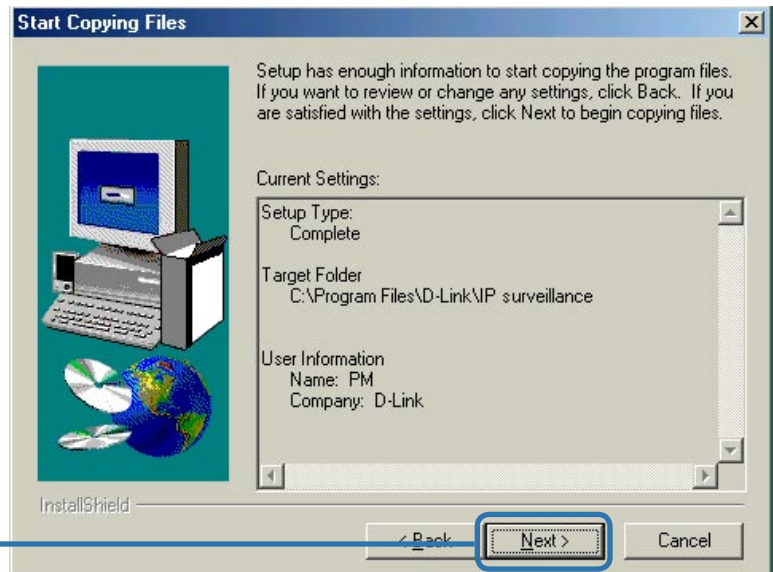 Start Copying Files
Setup has enough information to start copying the program files.
If you want to review or change any settings, click Back. If you
are satisfied with the settings, click Next to begin copying files.
Current Settings:
Setup Type:
Complete
Target Folder
C:\Program Files\D-Link\IP surveillance
User Information
Name: PM
Company: D-Link
InstallShield
< Back
Next >
Cancel